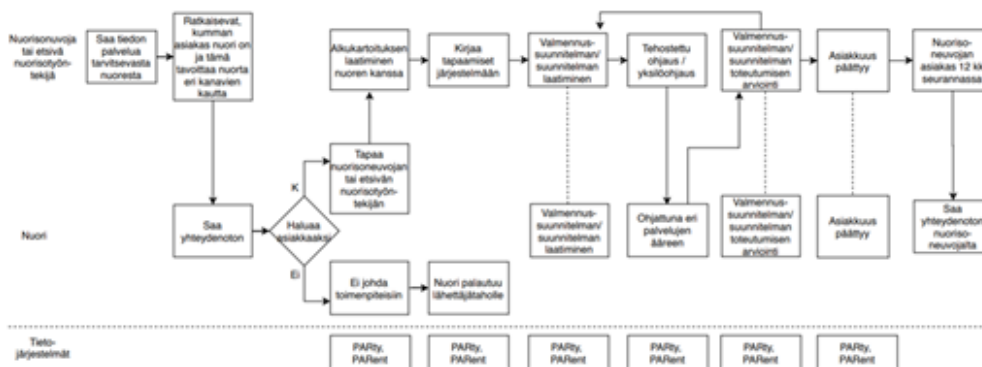 Nuorisonuvoja
tai etsivä
nuorisotyön-
tekijä
Saa tiedon
palvelua
tarvitsevasta
nuoresta
Ratkaisevat,
kumman
asiakas nuori on
ja tämä
tavoittaa nuorta
eri kanavien
kautta
Alkukartoituksen
laatiminen
nuoren kanssa
Kirjaa
tapaamiset
järjestelmään
Valmennus-
suunnitelman/
suunnitelman
laatiminen
Tehostettu
ohjaus /
yksilöohjaus
Valmennus-
suunnitelman/
suunnitelman
toteutumisen
arviointi
Asiakkuus
päättyy
Nuoriso-
neuvojan
asiakas 12 kk
seurannassa
Nuori
Saa
yhteydenoton
Haluaa
asiakkaaksi
K
Ei
Tapaa
nuorisoneuvojan
tai etsivän
nuorisotyön-
tekijän
Ei johda
toimenpiteisiin
Nuori palautuu
lähettäjätaholle
Valmennus-
suunnitelman/
suunnitelman
laatiminen
Ohjattuna eri
palvelujen
ääreen
Valmennus-
suunnitelman/
suunnitelman
toteutumisen
arviointi
Asiakkuus
päättyy
Saa
yhteydenoton
nuoriso-
neuvojalta
Tieto-
järjestelmät
PARty,
PARent
PARty,
PARent
PARty,
PARent
PARty,
PARent
PARty,
PARent
PARty,
PARent